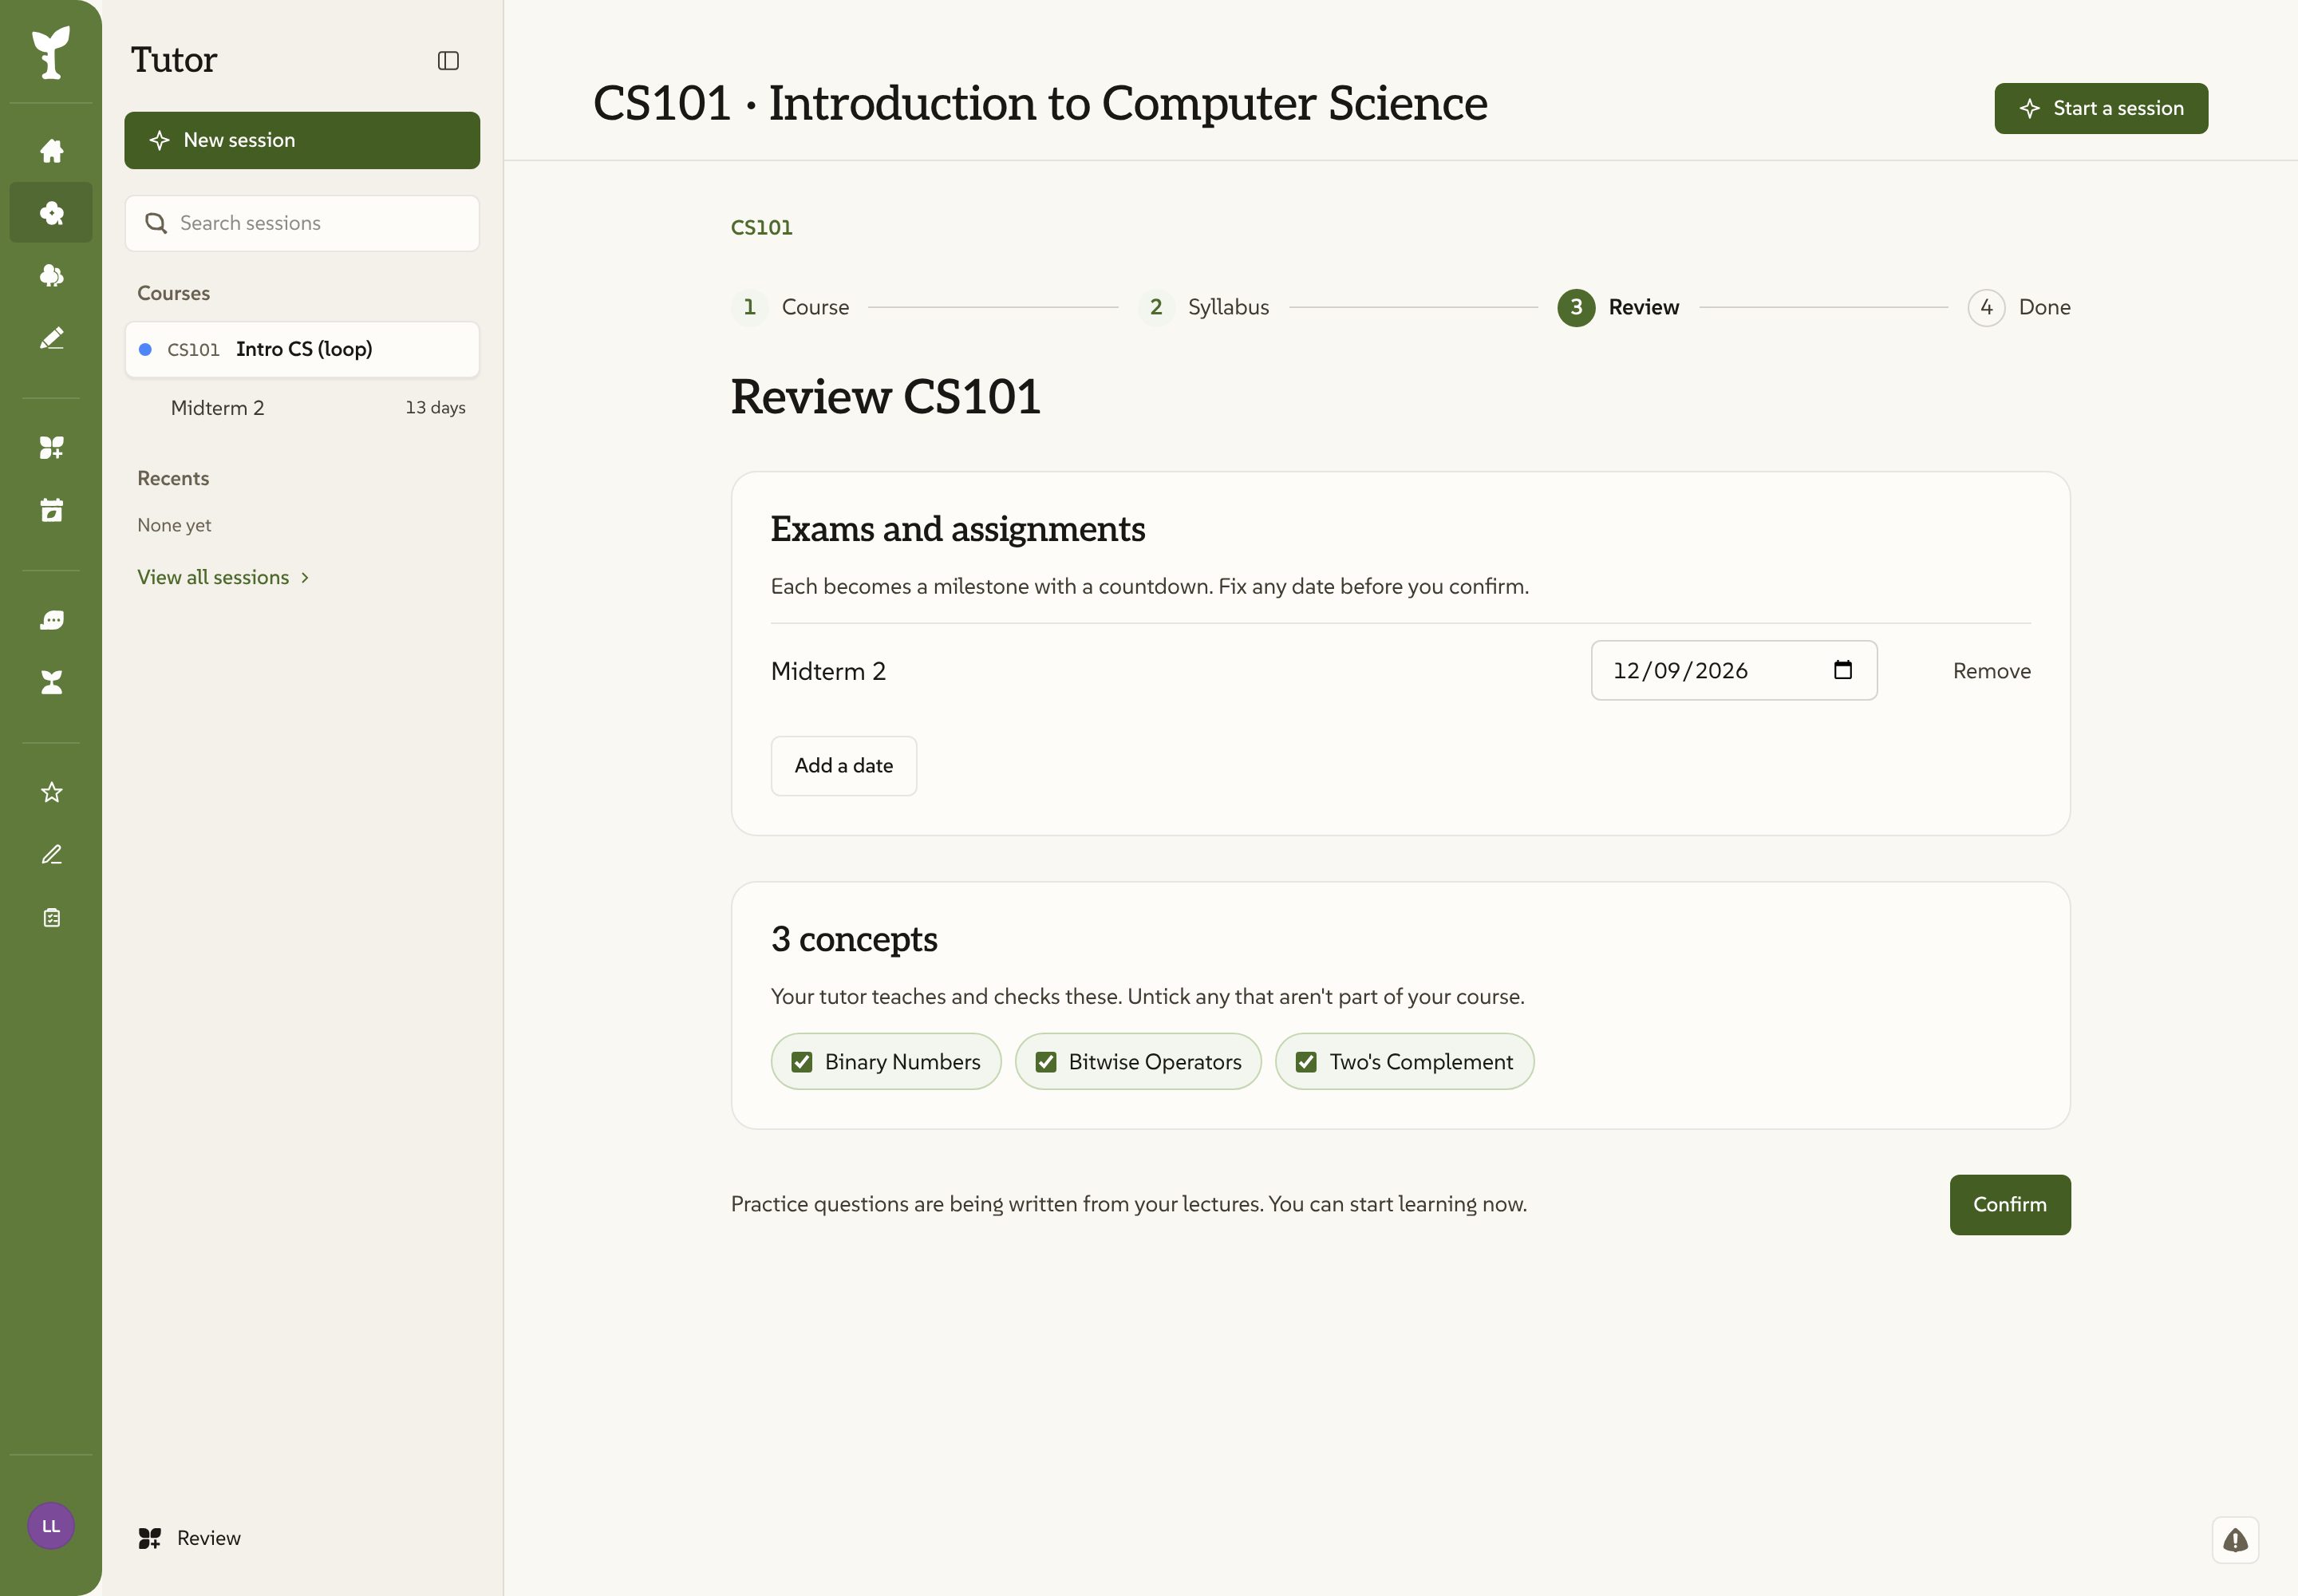 Tutor
New session
Search sessions
Courses
CS101 Intro CS (loop)
Midterm 2 13 days
Recents
None yet
View all sessions
Review
LL
CS101 · Introduction to Computer Science
Start a session
CS101
1 Course
2 Syllabus
3 Review
4 Done
Review CS101
Exams and assignments
Each becomes a milestone with a countdown. Fix any date before you confirm.
Midterm 2 12/09/2026 Remove
Add a date
3 concepts
Your tutor teaches and checks these. Untick any that aren't part of your course.
Binary Numbers Bitwise Operators Two's Complement
Practice questions are being written from your lectures. You can start learning now.
Confirm